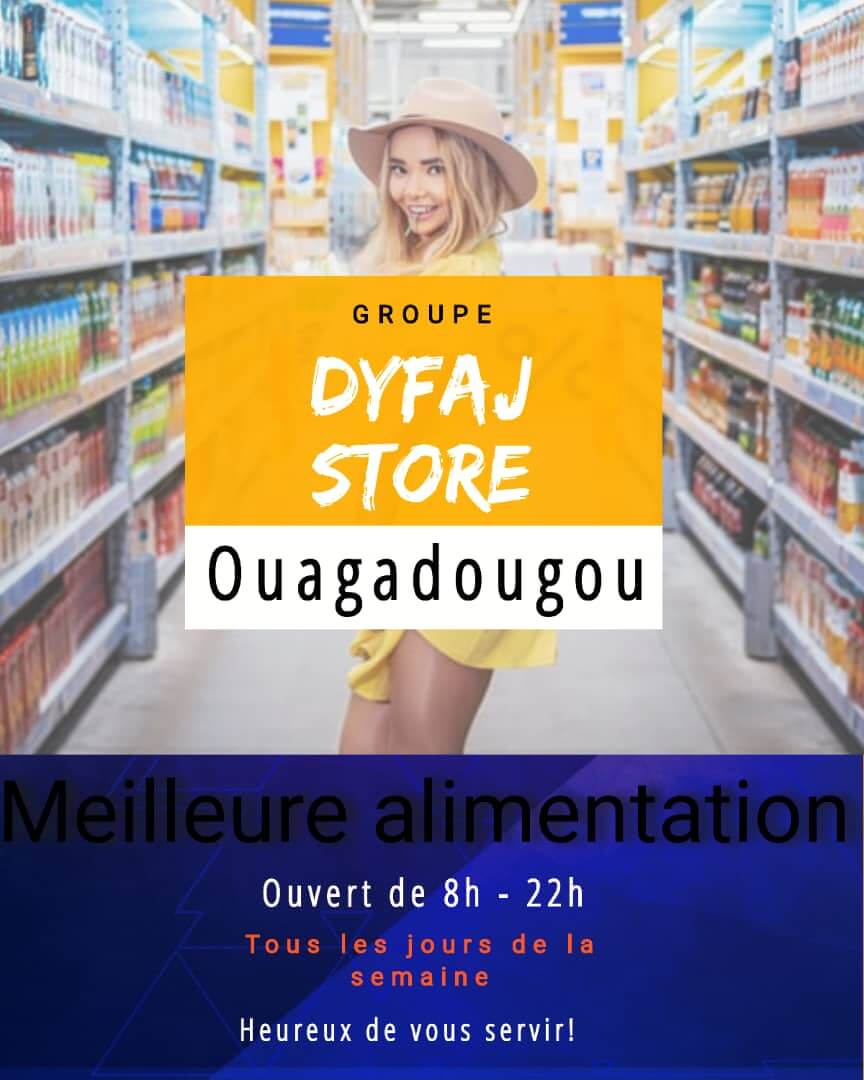 GROUPE
DYFAJ
STORE
Ouagadougou
Meilleure alimentation
Ouvert de 8h - 22h
Tous les jours de la
semaine
Heureux de vous servir!